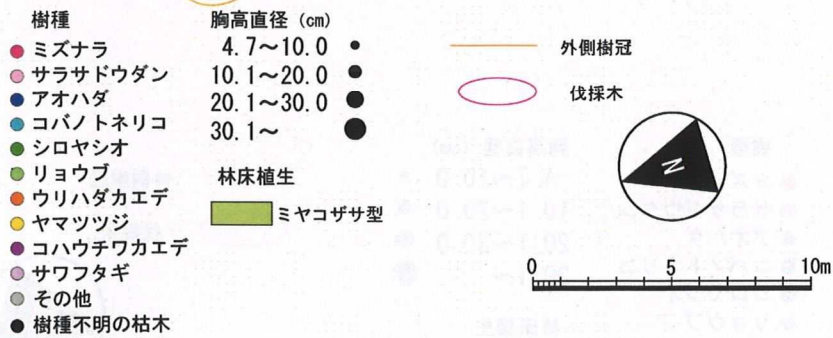 樹種
ミズナラ
サラサドウダン
アオハダ
コバノトネリコ
シロヤシオ
リョウブ
ウリハダカエデ
ヤマツツジ
コハウチワカエデ
サワフタギ
その他
樹種不明の枯木
胸高直径 (cm)
4.7～10.0
10.1～20.0
20.1～30.0
30.1～
林床植生
ミヤコザサ型
外側樹冠
伐採木
N
0 5 10m